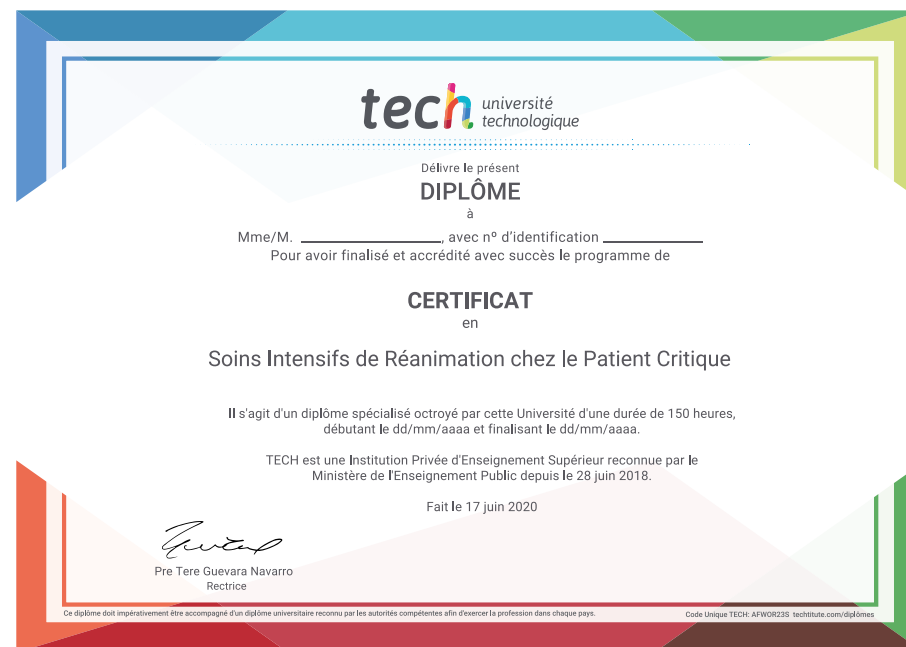 tech université
technologique
Délivre le présent
DIPLÔME
à
Mme/M. ____________________, avec nº d'identification ______________
Pour avoir finalisé et accrédité avec succès le programme de
CERTIFICAT
en
Soins Intensifs de Réanimation chez le Patient Critique
Il s'agit d'un diplôme spécialisé octroyé par cette Université d'une durée de 150 heures,
débutant le dd/mm/aaaa et finalisant le dd/mm/aaaa.
TECH est une Institution Privée d'Enseignement Supérieur reconnue par le
Ministère de l'Enseignement Public depuis le 28 juin 2018.
Fait le 17 juin 2020
Pre Tere Guevara Navarro
Rectrice
Ce diplôme doit impérativement être accompagné d'un diplôme universitaire reconnu par les autorités compétentes afin d'exercer la profession dans chaque pays.
Code Unique TECH: AFWOR23S techtitute.com/diplômes